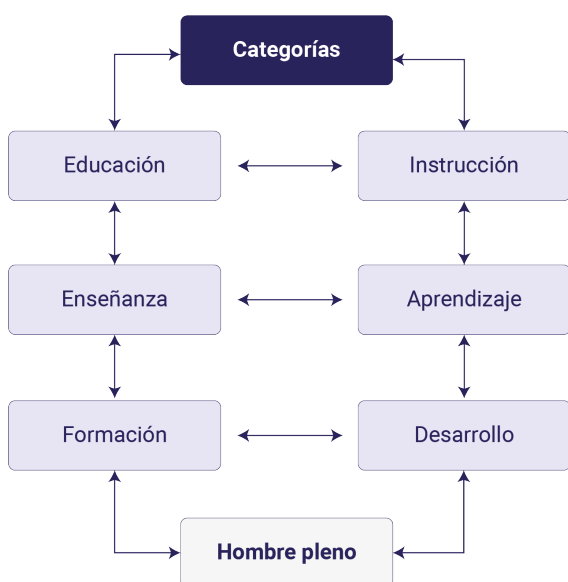 Categorías
Educación
Instrucción
Enseñanza
Aprendizaje
Formación
Desarrollo
Hombre pleno